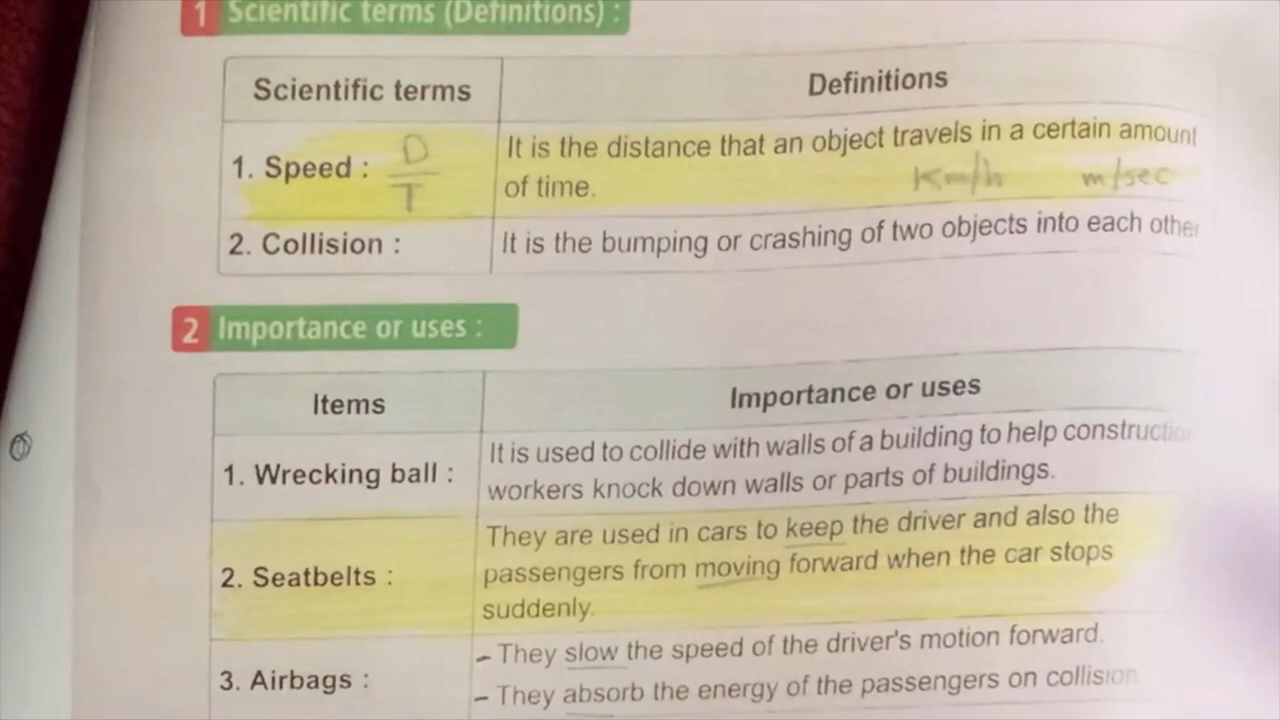 1 Scientific terms (Definitions) :
Scientific terms
Definitions
1. Speed : D
T
It is the distance that an object travels in a certain amount
of time.
Km/h m/sec
2. Collision :
It is the bumping or crashing of two objects into each other
2 Importance or uses :
Items
Importance or uses
1. Wrecking ball :
It is used to collide with walls of a building to help construction
workers knock down walls or parts of buildings.
2. Seatbelts :
They are used in cars to keep the driver and also the
passengers from moving forward when the car stops
suddenly.
3. Airbags :
– They slow the speed of the driver's motion forward.
– They absorb the energy of the passengers on collision